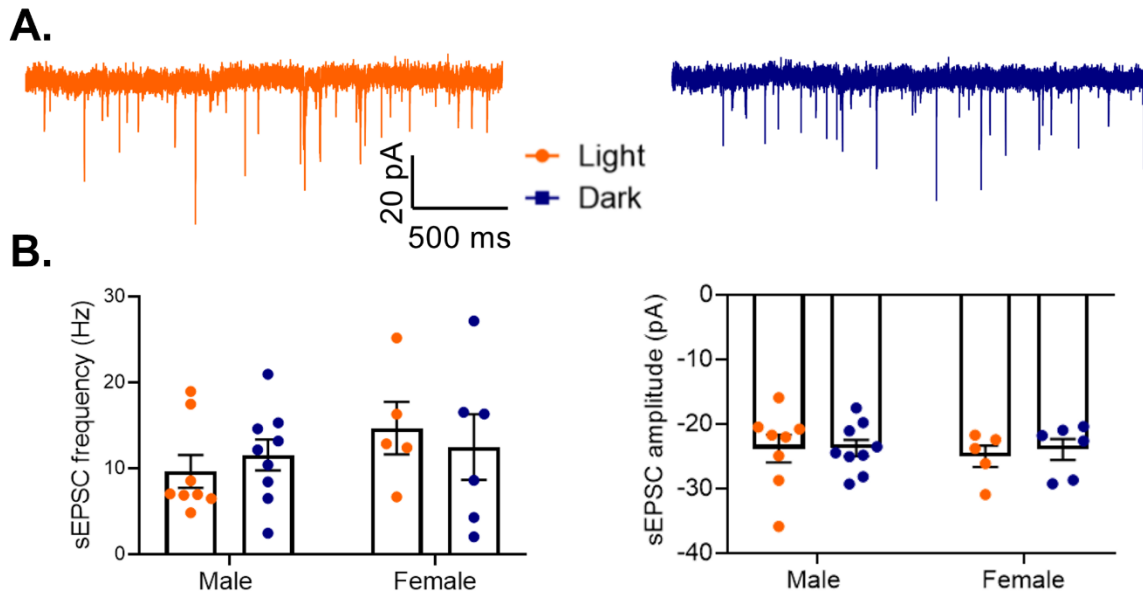 A.
20 pA
500 ms
Light
Dark
B.
sEPSC frequency (Hz)
30
20
10
0
Male
Female
sEPSC amplitude (pA)
0
-10
-20
-30
-40
Male
Female